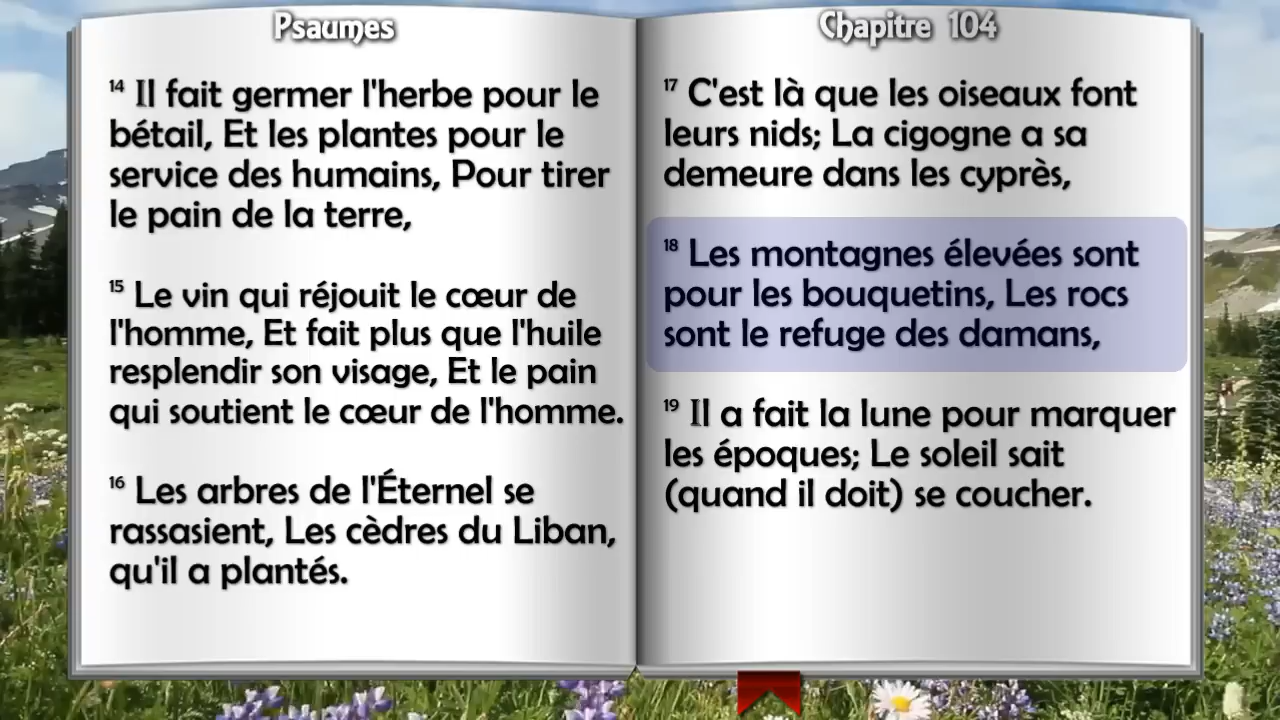 Psaumes
14 Il fait germer l'herbe pour le
bétail, Et les plantes pour le
service des humains, Pour tirer
le pain de la terre,
15 Le vin qui réjouit le cœur de
l'homme, Et fait plus que l'huile
resplendir son visage, Et le pain
qui soutient le cœur de l'homme.
16 Les arbres de l'Éternel se
rassasient, Les cèdres du Liban,
qu'il a plantés.
Chapitre 104
17 C'est là que les oiseaux font
leurs nids; La cigogne a sa
demeure dans les cyprès,
18 Les montagnes élevées sont
pour les bouquetins, Les rocs
sont le refuge des damans,
19 Il a fait la lune pour marquer
les époques; Le soleil sait
(quand il doit) se coucher.